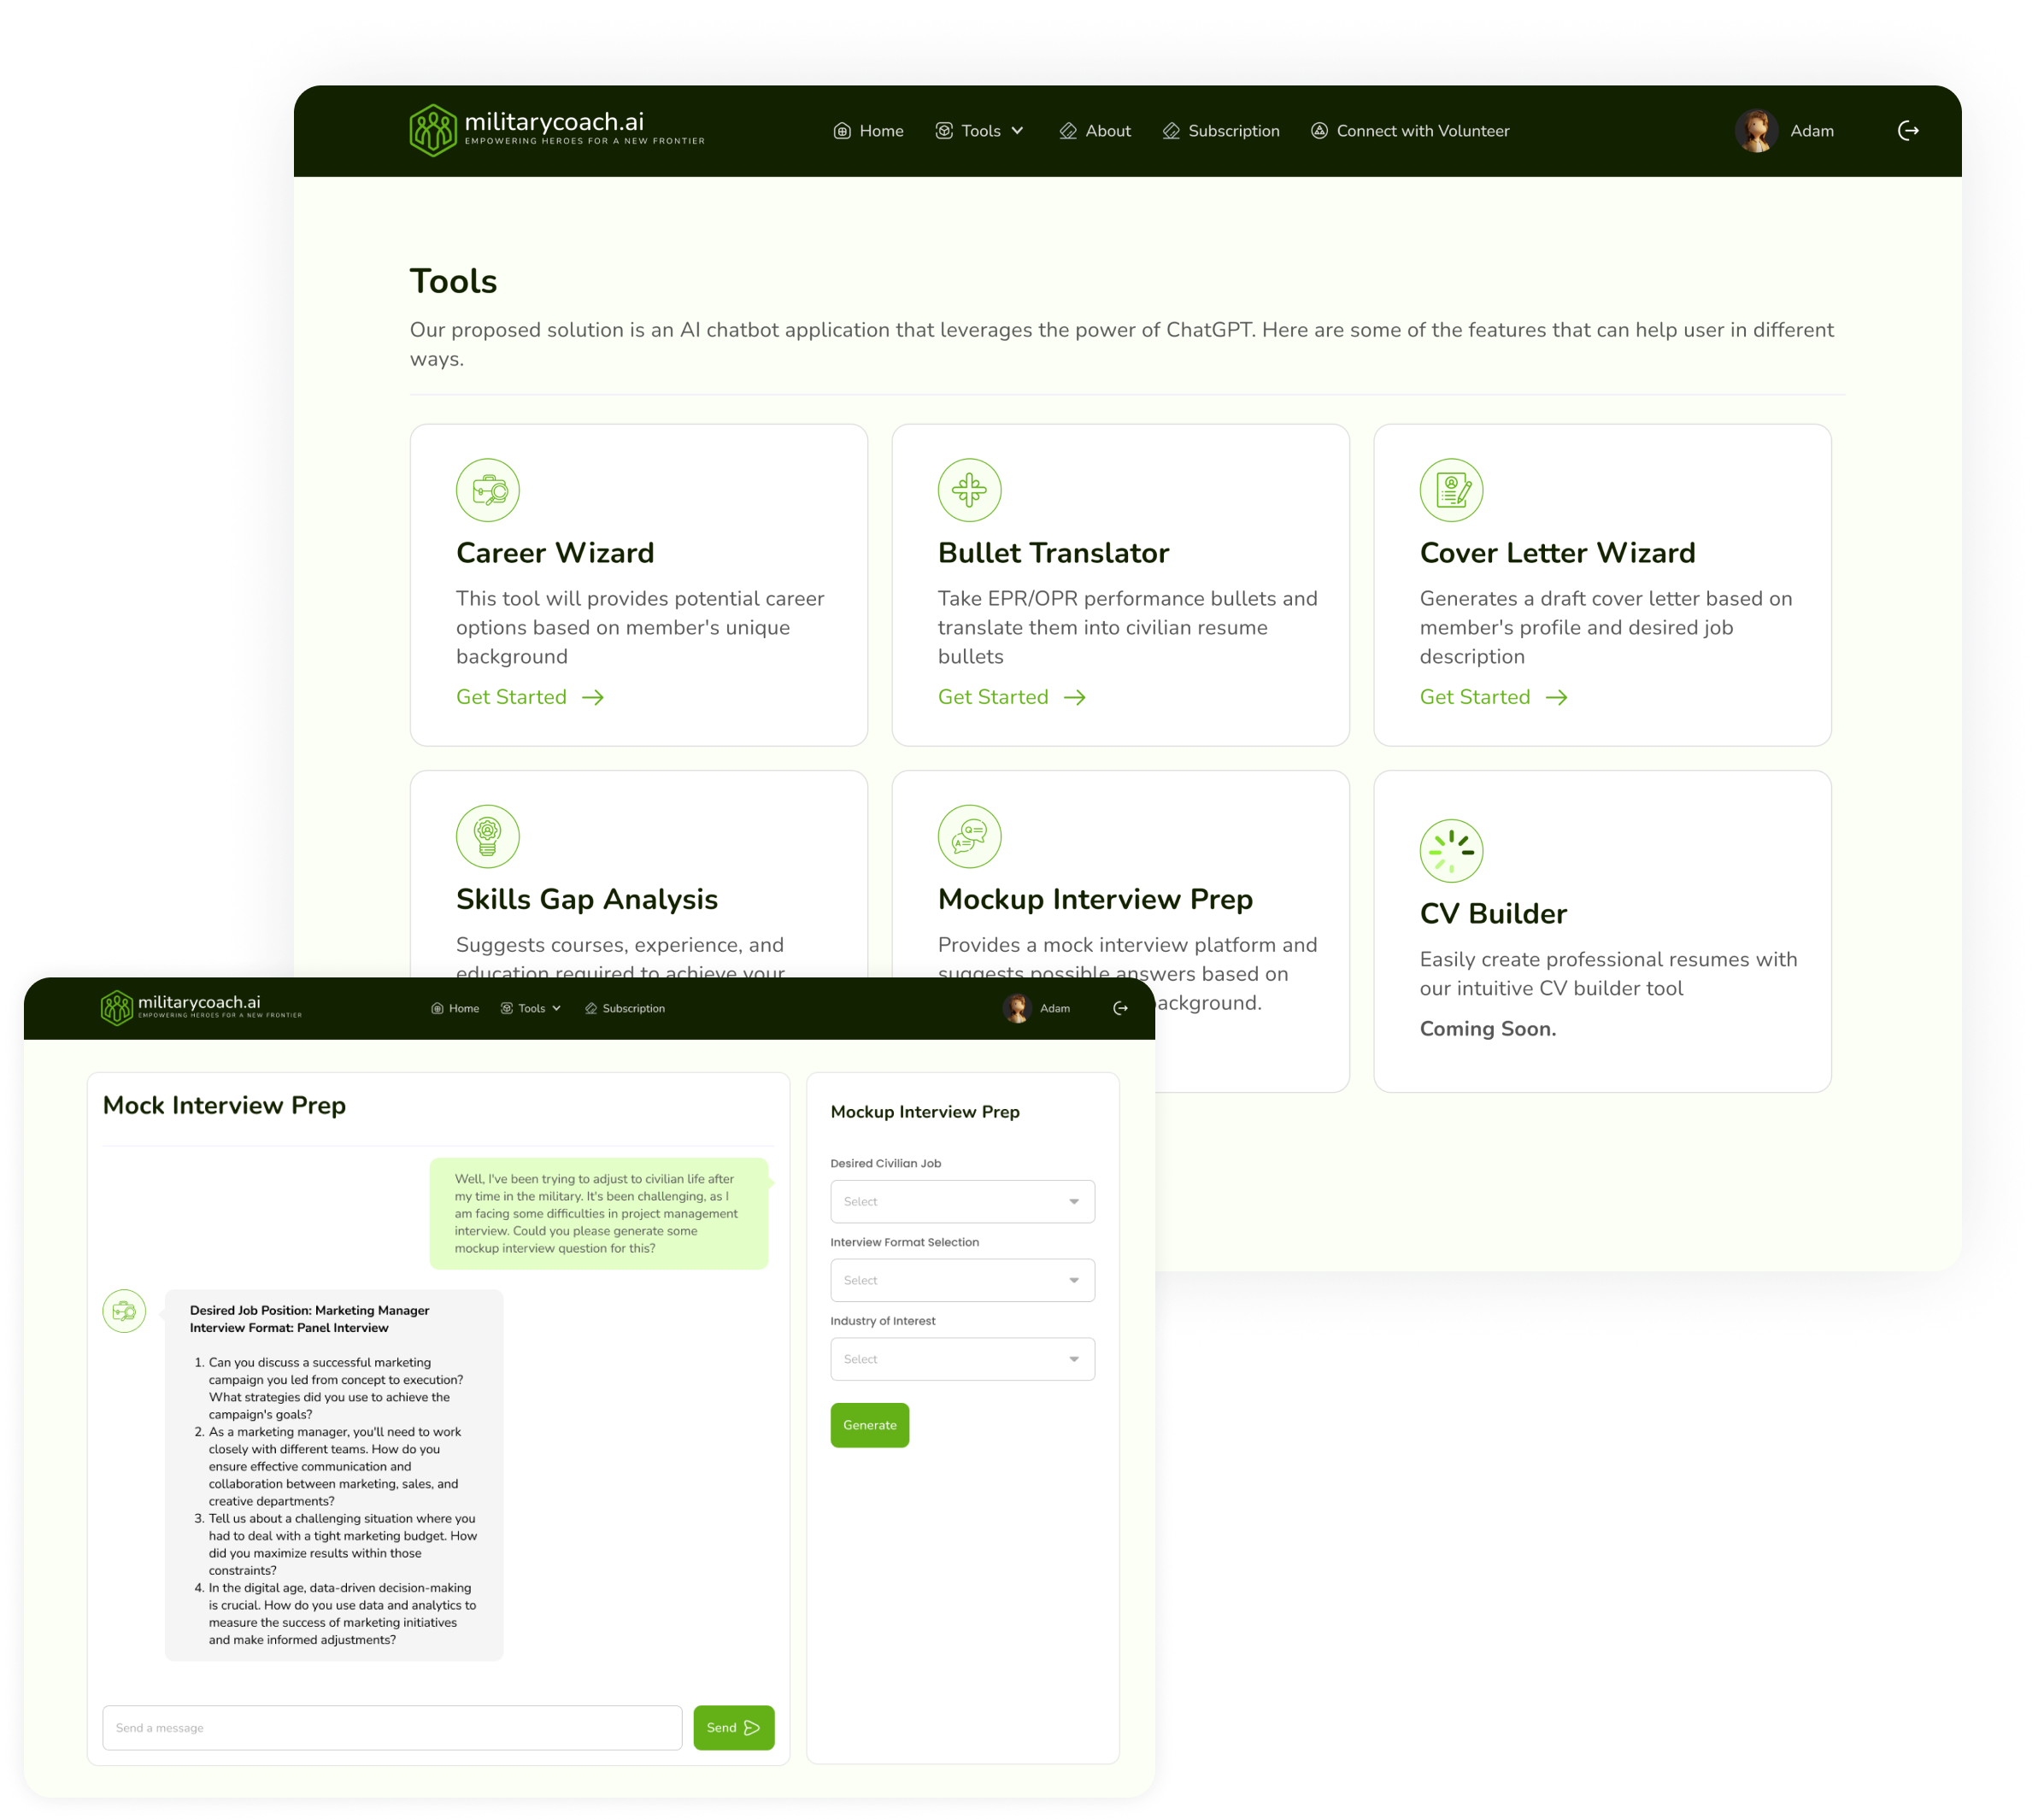 militarycoach.ai
EMPOWERING HEROES FOR A NEW FRONTIER
Home
Tools
About
Subscription
Connect with Volunteer
Adam
Tools
Our proposed solution is an AI chatbot application that leverages the power of ChatGPT. Here are some of the features that can help user in different
ways.
Career Wizard
This tool will provides potential career
options based on member's unique
background
Get Started
Bullet Translator
Take EPR/OPR performance bullets and
translate them into civilian resume
bullets
Get Started
Cover Letter Wizard
Generates a draft cover letter based on
member's profile and desired job
description
Get Started
Skills Gap Analysis
Suggests courses, experience, and
education required to achieve your
Mockup Interview Prep
Provides a mock interview platform and
suggests possible answers based on
background.
CV Builder
Easily create professional resumes with
our intuitive CV builder tool
Coming Soon.
militarycoach.ai
EMPOWERING HEROES FOR A NEW FRONTIER
Home
Tools
Subscription
Adam
Mock Interview Prep
Well, I've been trying to adjust to civilian life after
my time in the military. It's been challenging, as I
am facing some difficulties in project management
interview. Could you please generate some
mockup interview question for this?
Desired Job Position: Marketing Manager
Interview Format: Panel Interview
1. Can you discuss a successful marketing
campaign you led from concept to execution?
What strategies did you use to achieve the
campaign's goals?
2. As a marketing manager, you'll need to work
closely with different teams. How do you
ensure effective communication and
collaboration between marketing, sales, and
creative departments?
3. Tell us about a challenging situation where you
had to deal with a tight marketing budget. How
did you maximize results within those
constraints?
4. In the digital age, data-driven decision-making
is crucial. How do you use data and analytics to
measure the success of marketing initiatives
and make informed adjustments?
Send a message
Send
Mockup Interview Prep
Desired Civilian Job
Select
Interview Format Selection
Select
Industry of Interest
Select
Generate